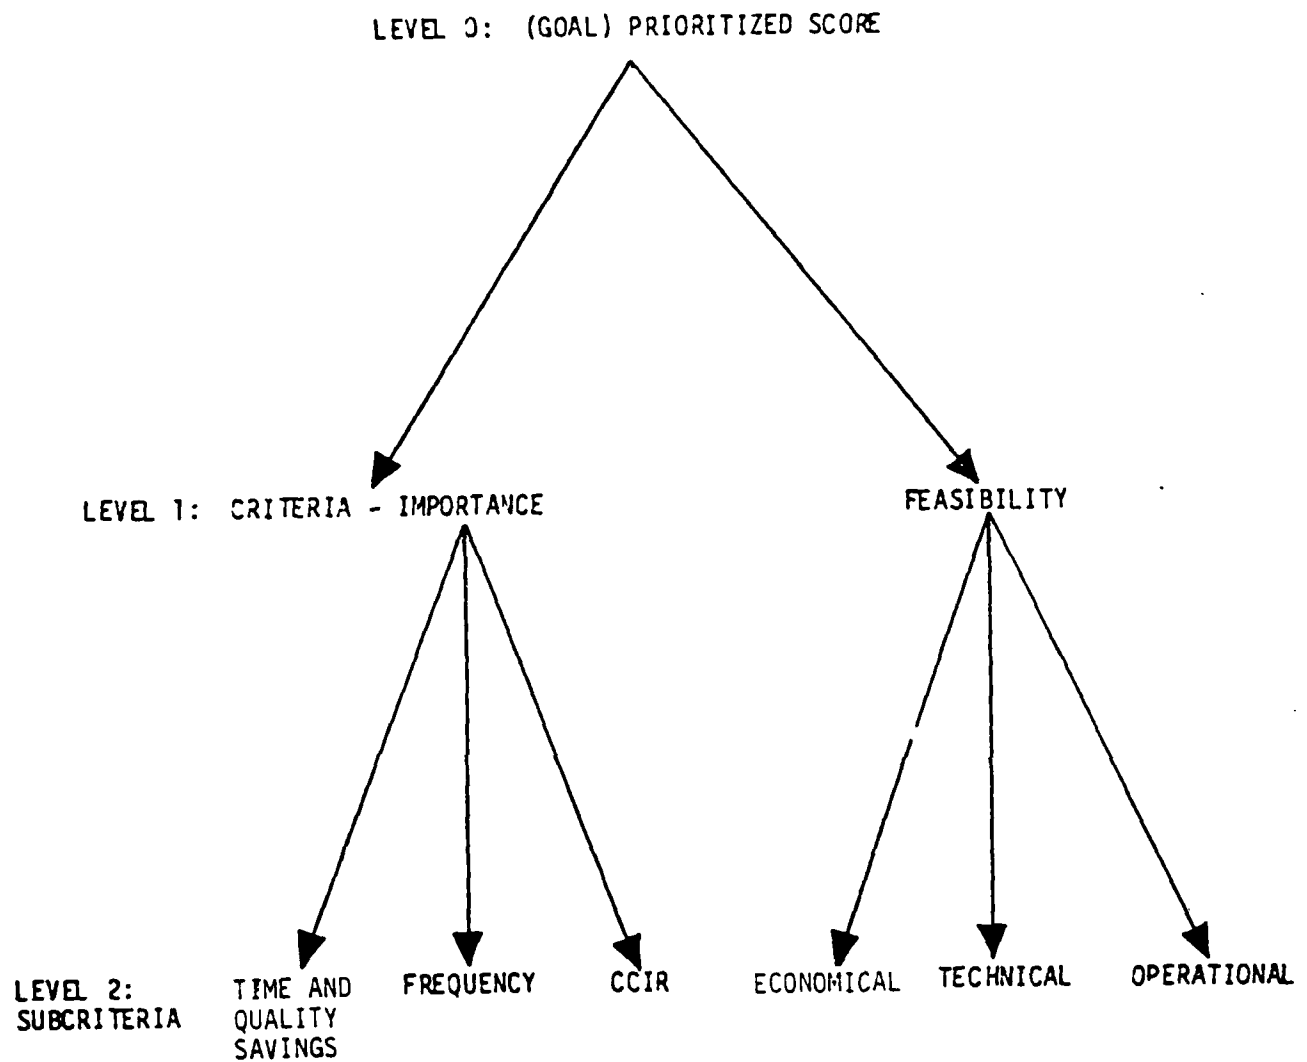 LEVEL 0: (GOAL) PRIORITIZED SCORE
LEVEL 1: CRITERIA - IMPORTANCE
FEASIBILITY
LEVEL 2:
SUBCRITERIA
TIME AND
QUALITY
SAVINGS
FREQUENCY
CCIR
ECONOMICAL
TECHNICAL
OPERATIONAL